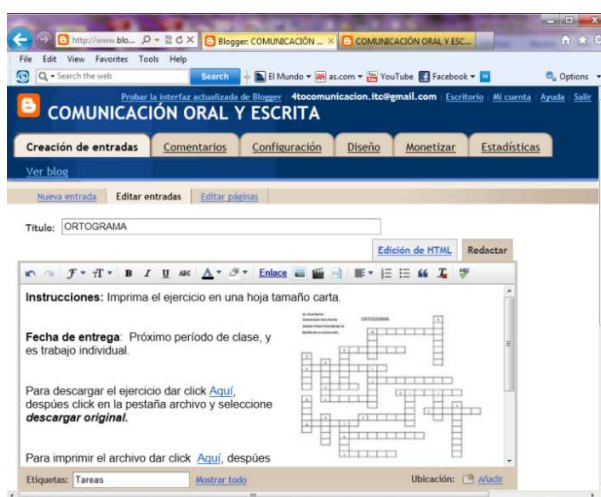 http://www.blo...
Blogger: COMUNICACIÓN ...
COMUNICACIÓN ORAL Y ESC...
File Edit View Favorites Tools Help
Search the web Search El Mundo as.com YouTube Facebook Options
Probar la interfaz actualizada de Blogger 4tocomunicacion.itc@gmail.com Escritorio Mi cuenta Ayuda Salir
COMUNICACIÓN ORAL Y ESCRITA
Creación de entradas Comentarios Configuración Diseño Monetizar Estadísticas
Ver blog
Nueva entrada Editar entradas Editar páginas
Título: ORTOGRAMA
Edición de HTML Redactar
B I U ABC A Enlace
Instrucciones: Imprima el ejercicio en una hoja tamaño carta.
ORTOGRAMA
Fecha de entrega: Próximo período de clase, y
es trabajo individual.
Para descargar el ejercicio dar click Aquí,
despúes click en la pestaña archivo y seleccione
descargar original.
Para imprimir el archivo dar click Aquí, despúes
Etiquetas: Tareas Mostrar todo Ubicación: Añadir